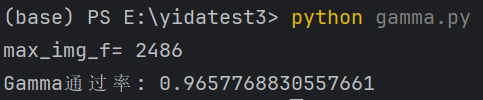 (base) PS E:\yidatest3> python gamma.py
max_img_f= 2486
Gamma通过率: 0.9657768830557661